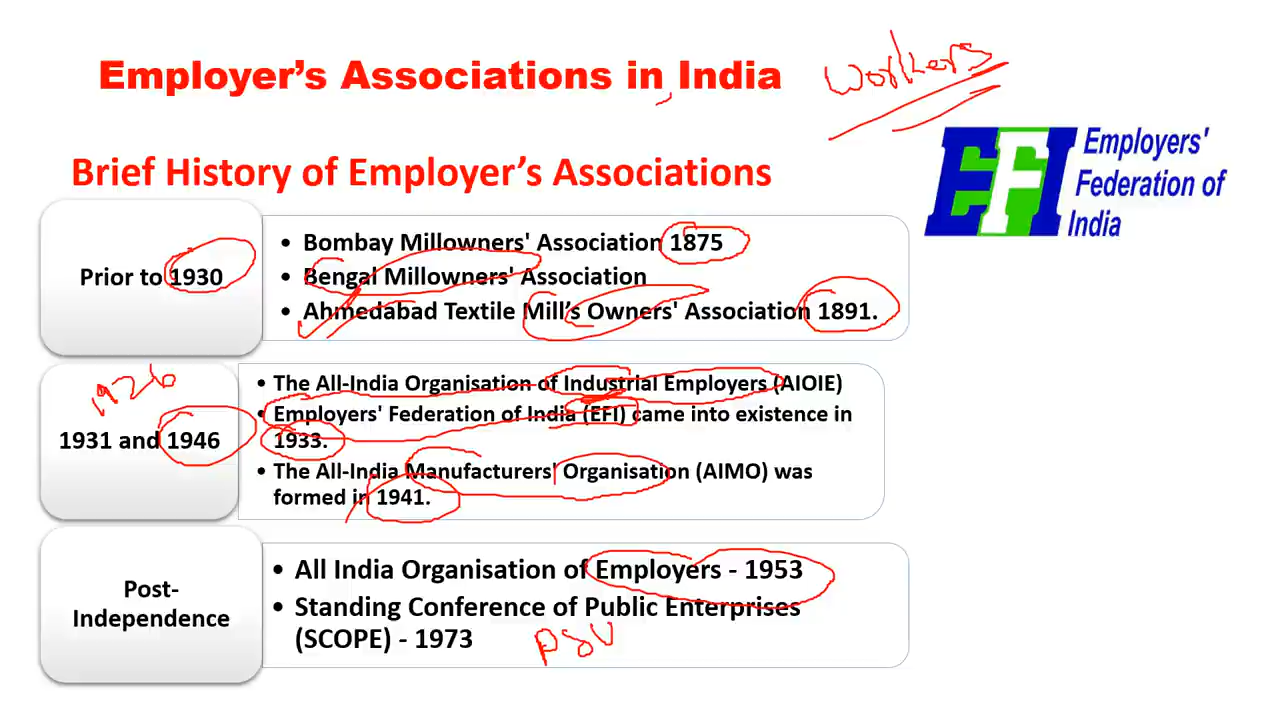 Employer's Associations in India
Workers
Employers'
Federation of
India
EFI
Brief History of Employer's Associations
Prior to 1930
• Bombay Millowners' Association 1875
• Bengal Millowners' Association
• Ahmedabad Textile Mill's Owners' Association 1891.
1926
1931 and 1946
• The All-India Organisation of Industrial Employers (AIOIE)
• Employers' Federation of India (EFI) came into existence in
1933.
• The All-India Manufacturers' Organisation (AIMO) was
formed in 1941.
Post-
Independence
• All India Organisation of Employers - 1953
• Standing Conference of Public Enterprises
(SCOPE) - 1973
PSU